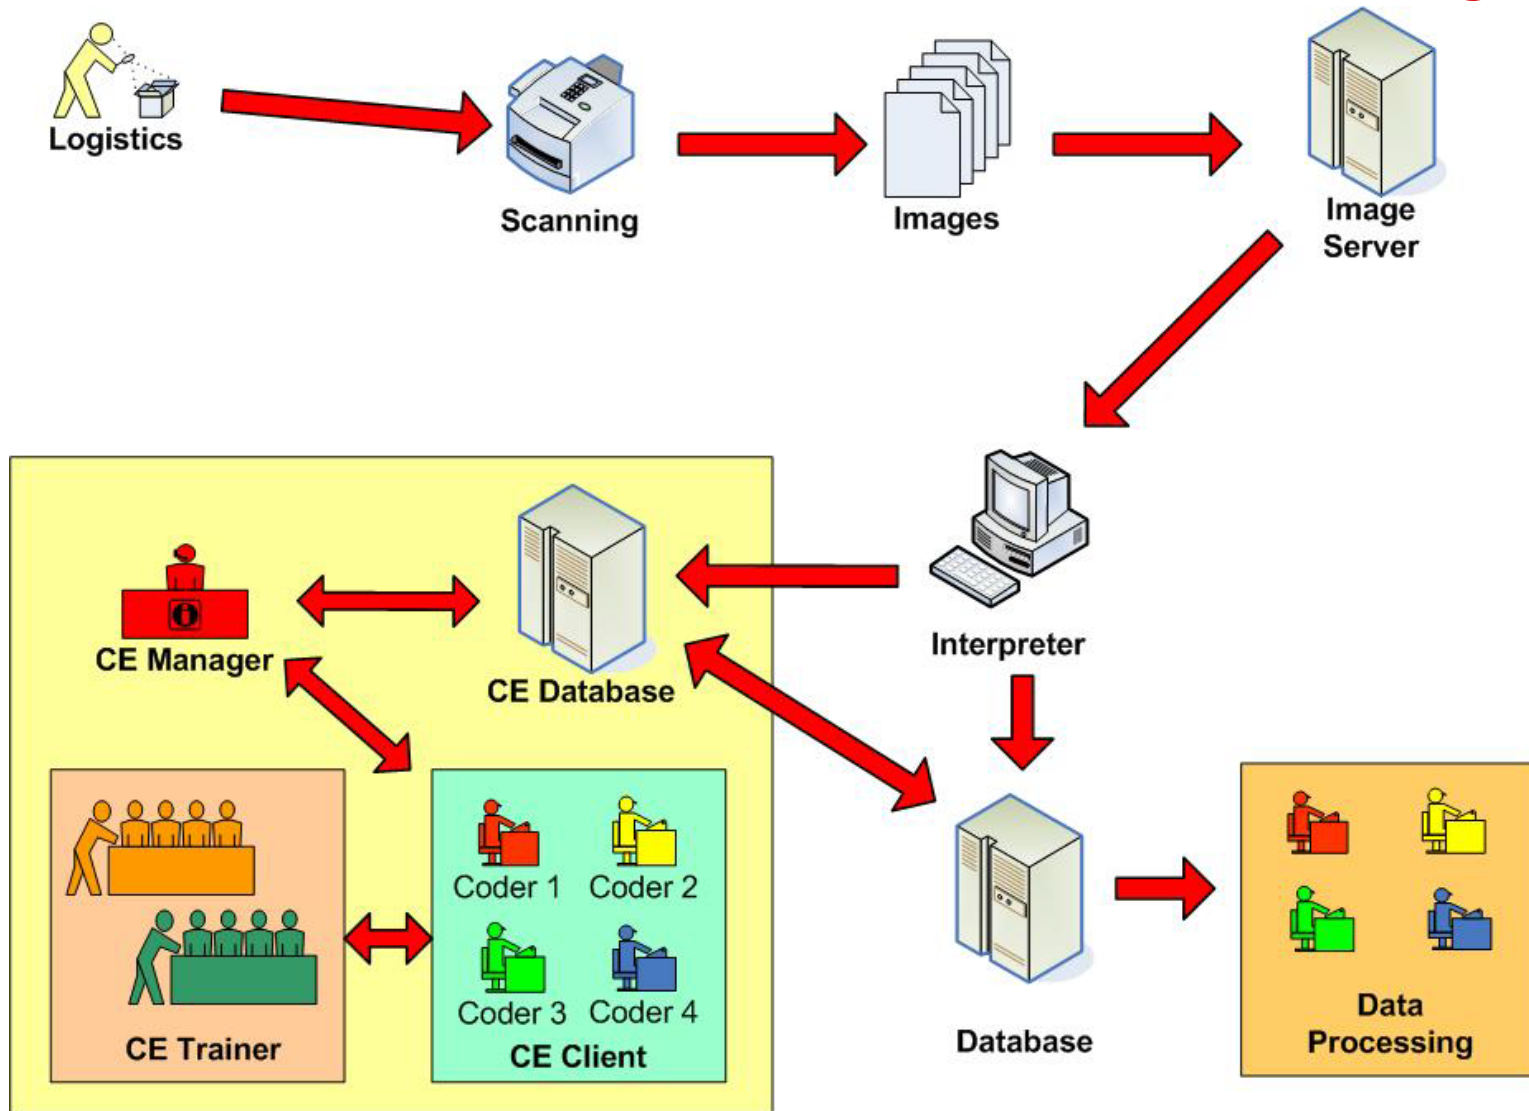 Logistics
Scanning
Images
Image
Server
Interpreter
CE Manager
CE Database
Coder 1
Coder 2
Coder 3
Coder 4
CE Trainer
CE Client
Database
Data
Processing